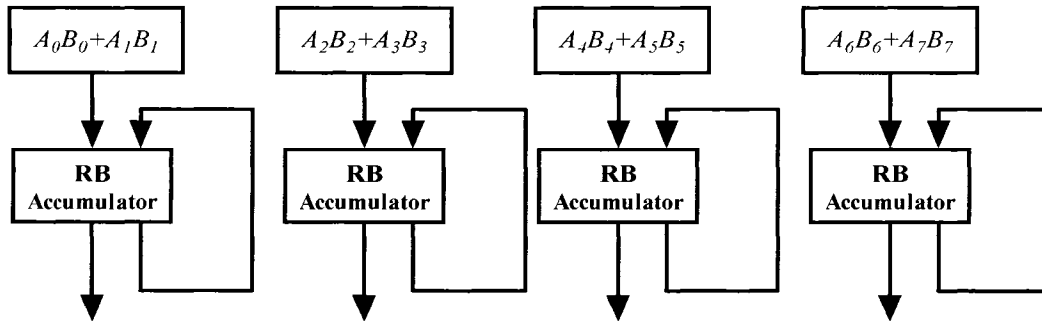 A₀B₀+A₁B₁
A₂B₂+A₃B₃
A₄B₄+A₅B₅
A₆B₆+A₇B₇
RB
Accumulator
RB
Accumulator
RB
Accumulator
RB
Accumulator